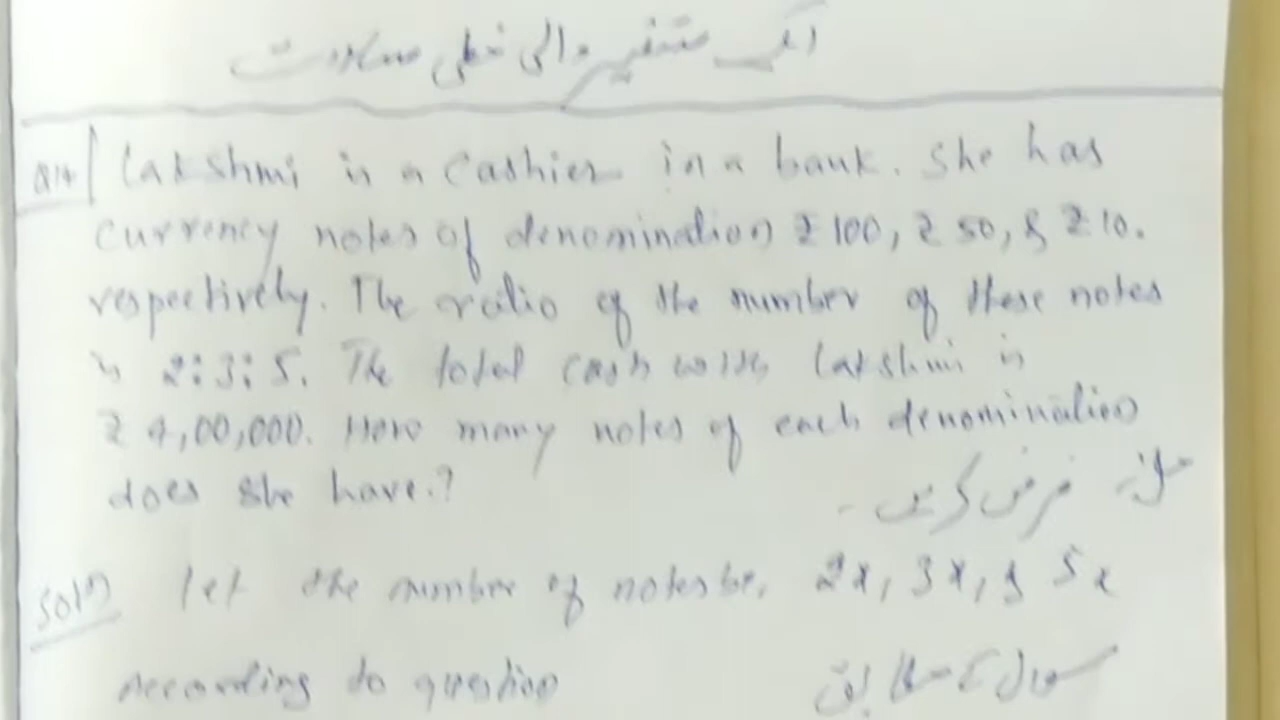 ایک متغیر والی خطی مساوات
Q14 Lakshmi is a cashier in a bank. She has
currency notes of denomination ₹100, ₹50, & ₹10.
respectively. The ratio of the number of these notes
is 2:3:5. The total cash with Lakshmi is
₹4,00,000. How many notes of each denomination
does she have.?
فرض کریں
Soln let the number of notes be, 2x, 3x, & 5x
According to question سوال کے مطابق